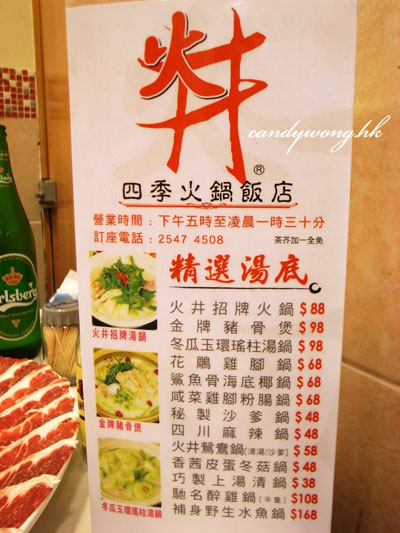 火井
candywong.hk
®
四季火鍋飯店
營業時間：下午五時至凌晨一時三十分
訂座電話：2547 4508
茶芥加一全免
精選湯底
火井招牌湯鍋
金牌豬骨煲
冬瓜玉環瑤柱湯鍋
火井招牌火鍋 $88
金牌豬骨煲 $98
冬瓜玉環瑤柱湯鍋 $98
花雕雞腳鍋 $68
鯊魚骨海底椰鍋 $68
咸菜雞腳粉腸鍋 $68
秘製沙爹鍋 $48
四川麻辣鍋 $48
火井鴛鴦鍋[清湯/沙爹] $58
香茜皮蛋冬菇鍋 $48
巧製上湯清鍋 $38
馳名醉雞鍋[半隻] $108
補身野生水魚鍋 $168
rlsberg